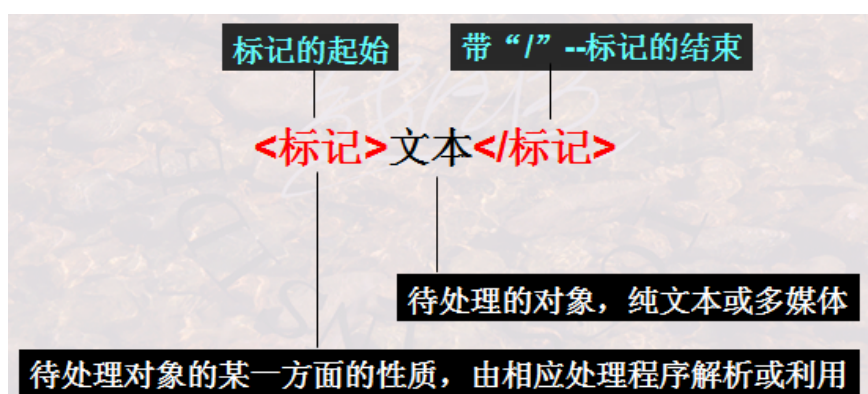 标记的起始 带“/”--标记的结束
<标记>文本</标记>
待处理的对象，纯文本或多媒体
待处理对象的某一方面的性质，由相应处理程序解析或利用